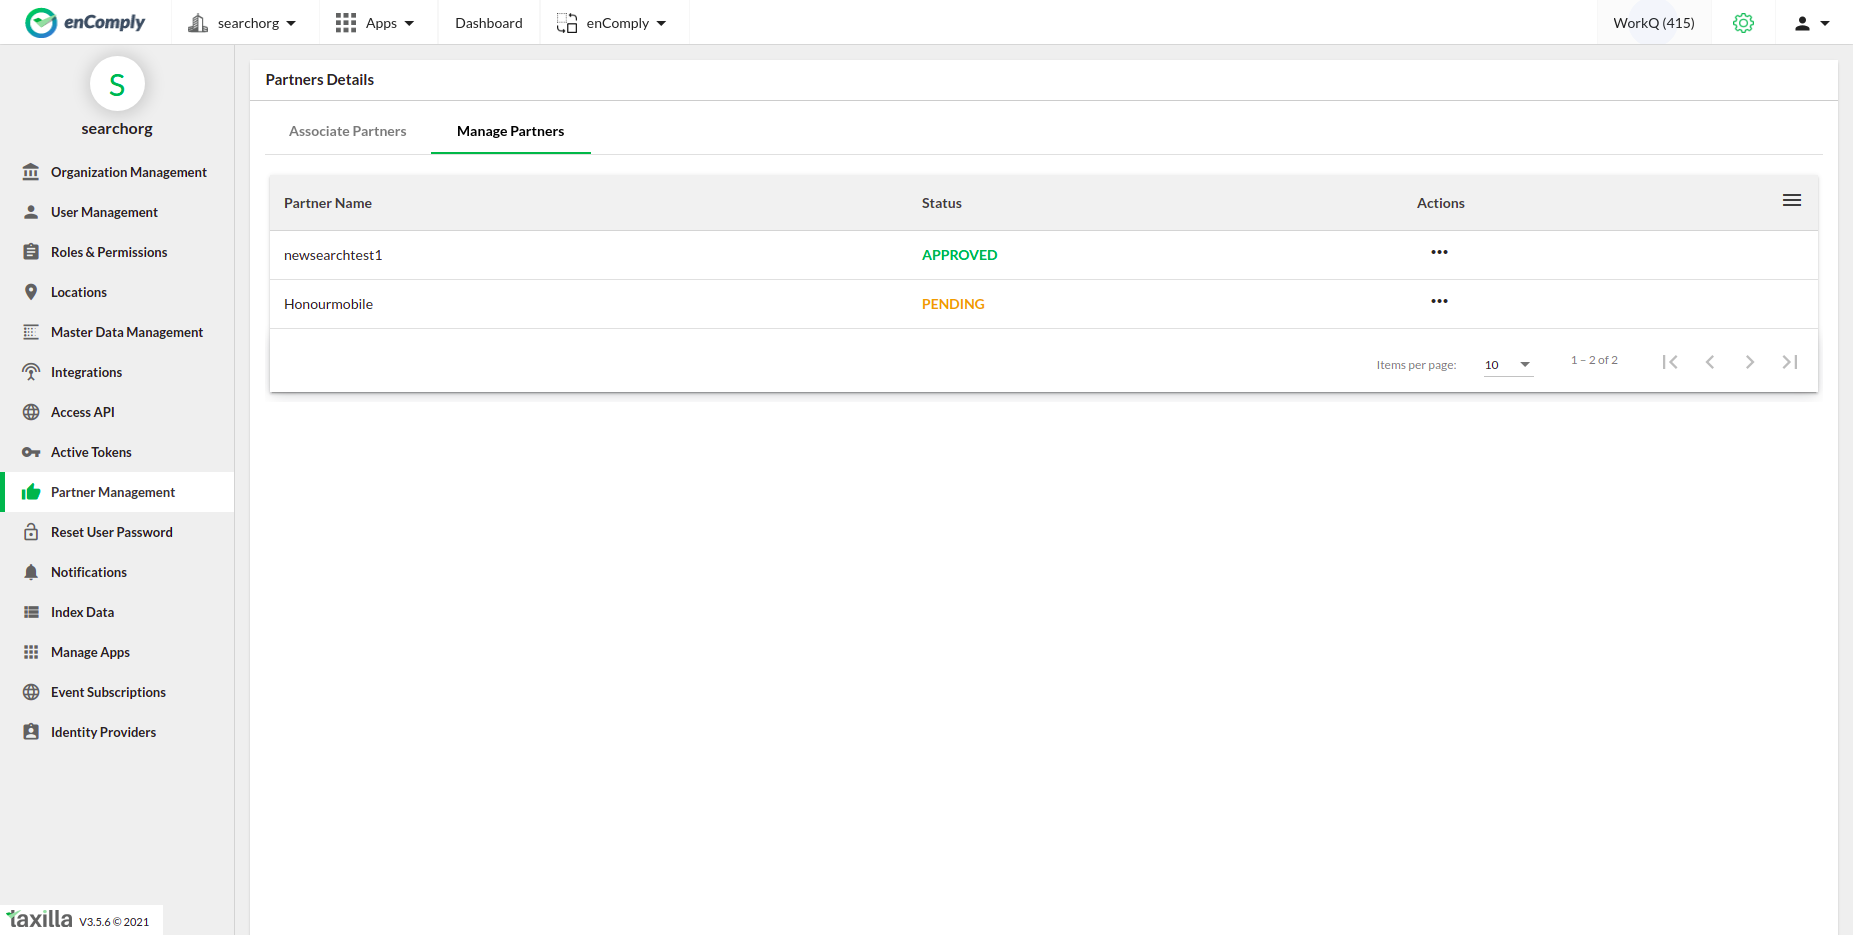 enComply
searchorg
Apps
Dashboard
enComply
WorkQ (415)
S
searchorg
Organization Management
User Management
Roles & Permissions
Locations
Master Data Management
Integrations
Access API
Active Tokens
Partner Management
Reset User Password
Notifications
Index Data
Manage Apps
Event Subscriptions
Identity Providers
taxilla V3.5.6 © 2021
Partners Details
Associate Partners
Manage Partners
Partner Name Status Actions
newsearchtest1 APPROVED
Honourmobile PENDING
Items per page: 10 1 – 2 of 2